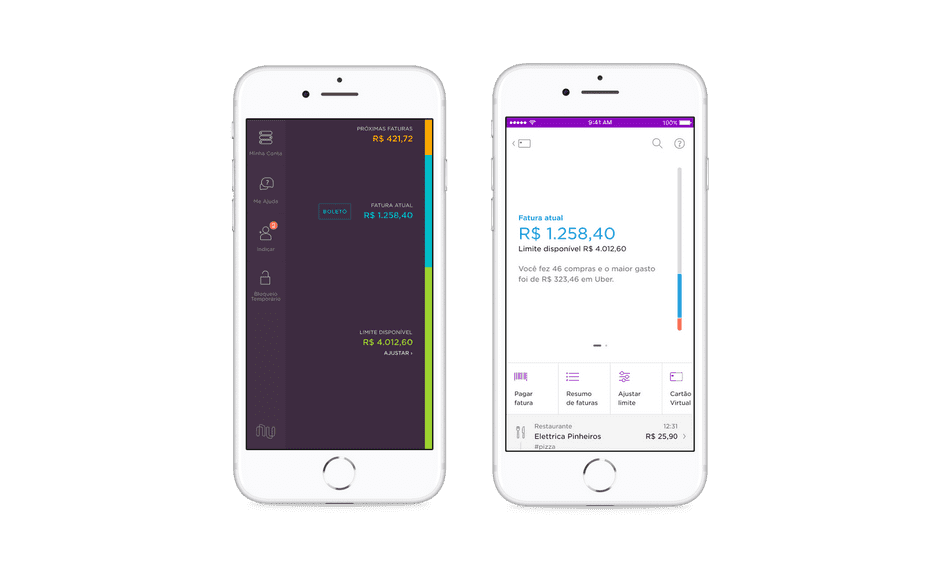 PRÓXIMAS FATURAS
R$ 421,72
Minha Conta
Me Ajuda
FATURA ATUAL
BOLETO
R$ 1.258,40
2
Indicar
Bloqueio
Temporário
LIMITE DISPONÍVEL
R$ 4.012,60
AJUSTAR ›
nu
9:41 AM
100%
?
Fatura atual
R$ 1.258,40
Limite disponível R$ 4.012,60
Você fez 46 compras e o maior gasto
foi de R$ 323,46 em Uber.
Pagar
fatura
Resumo
de faturas
Ajustar
limite
Cartão
Virtual
Restaurante
12:31
Elettrica Pinheiros
R$ 25,90
#pizza